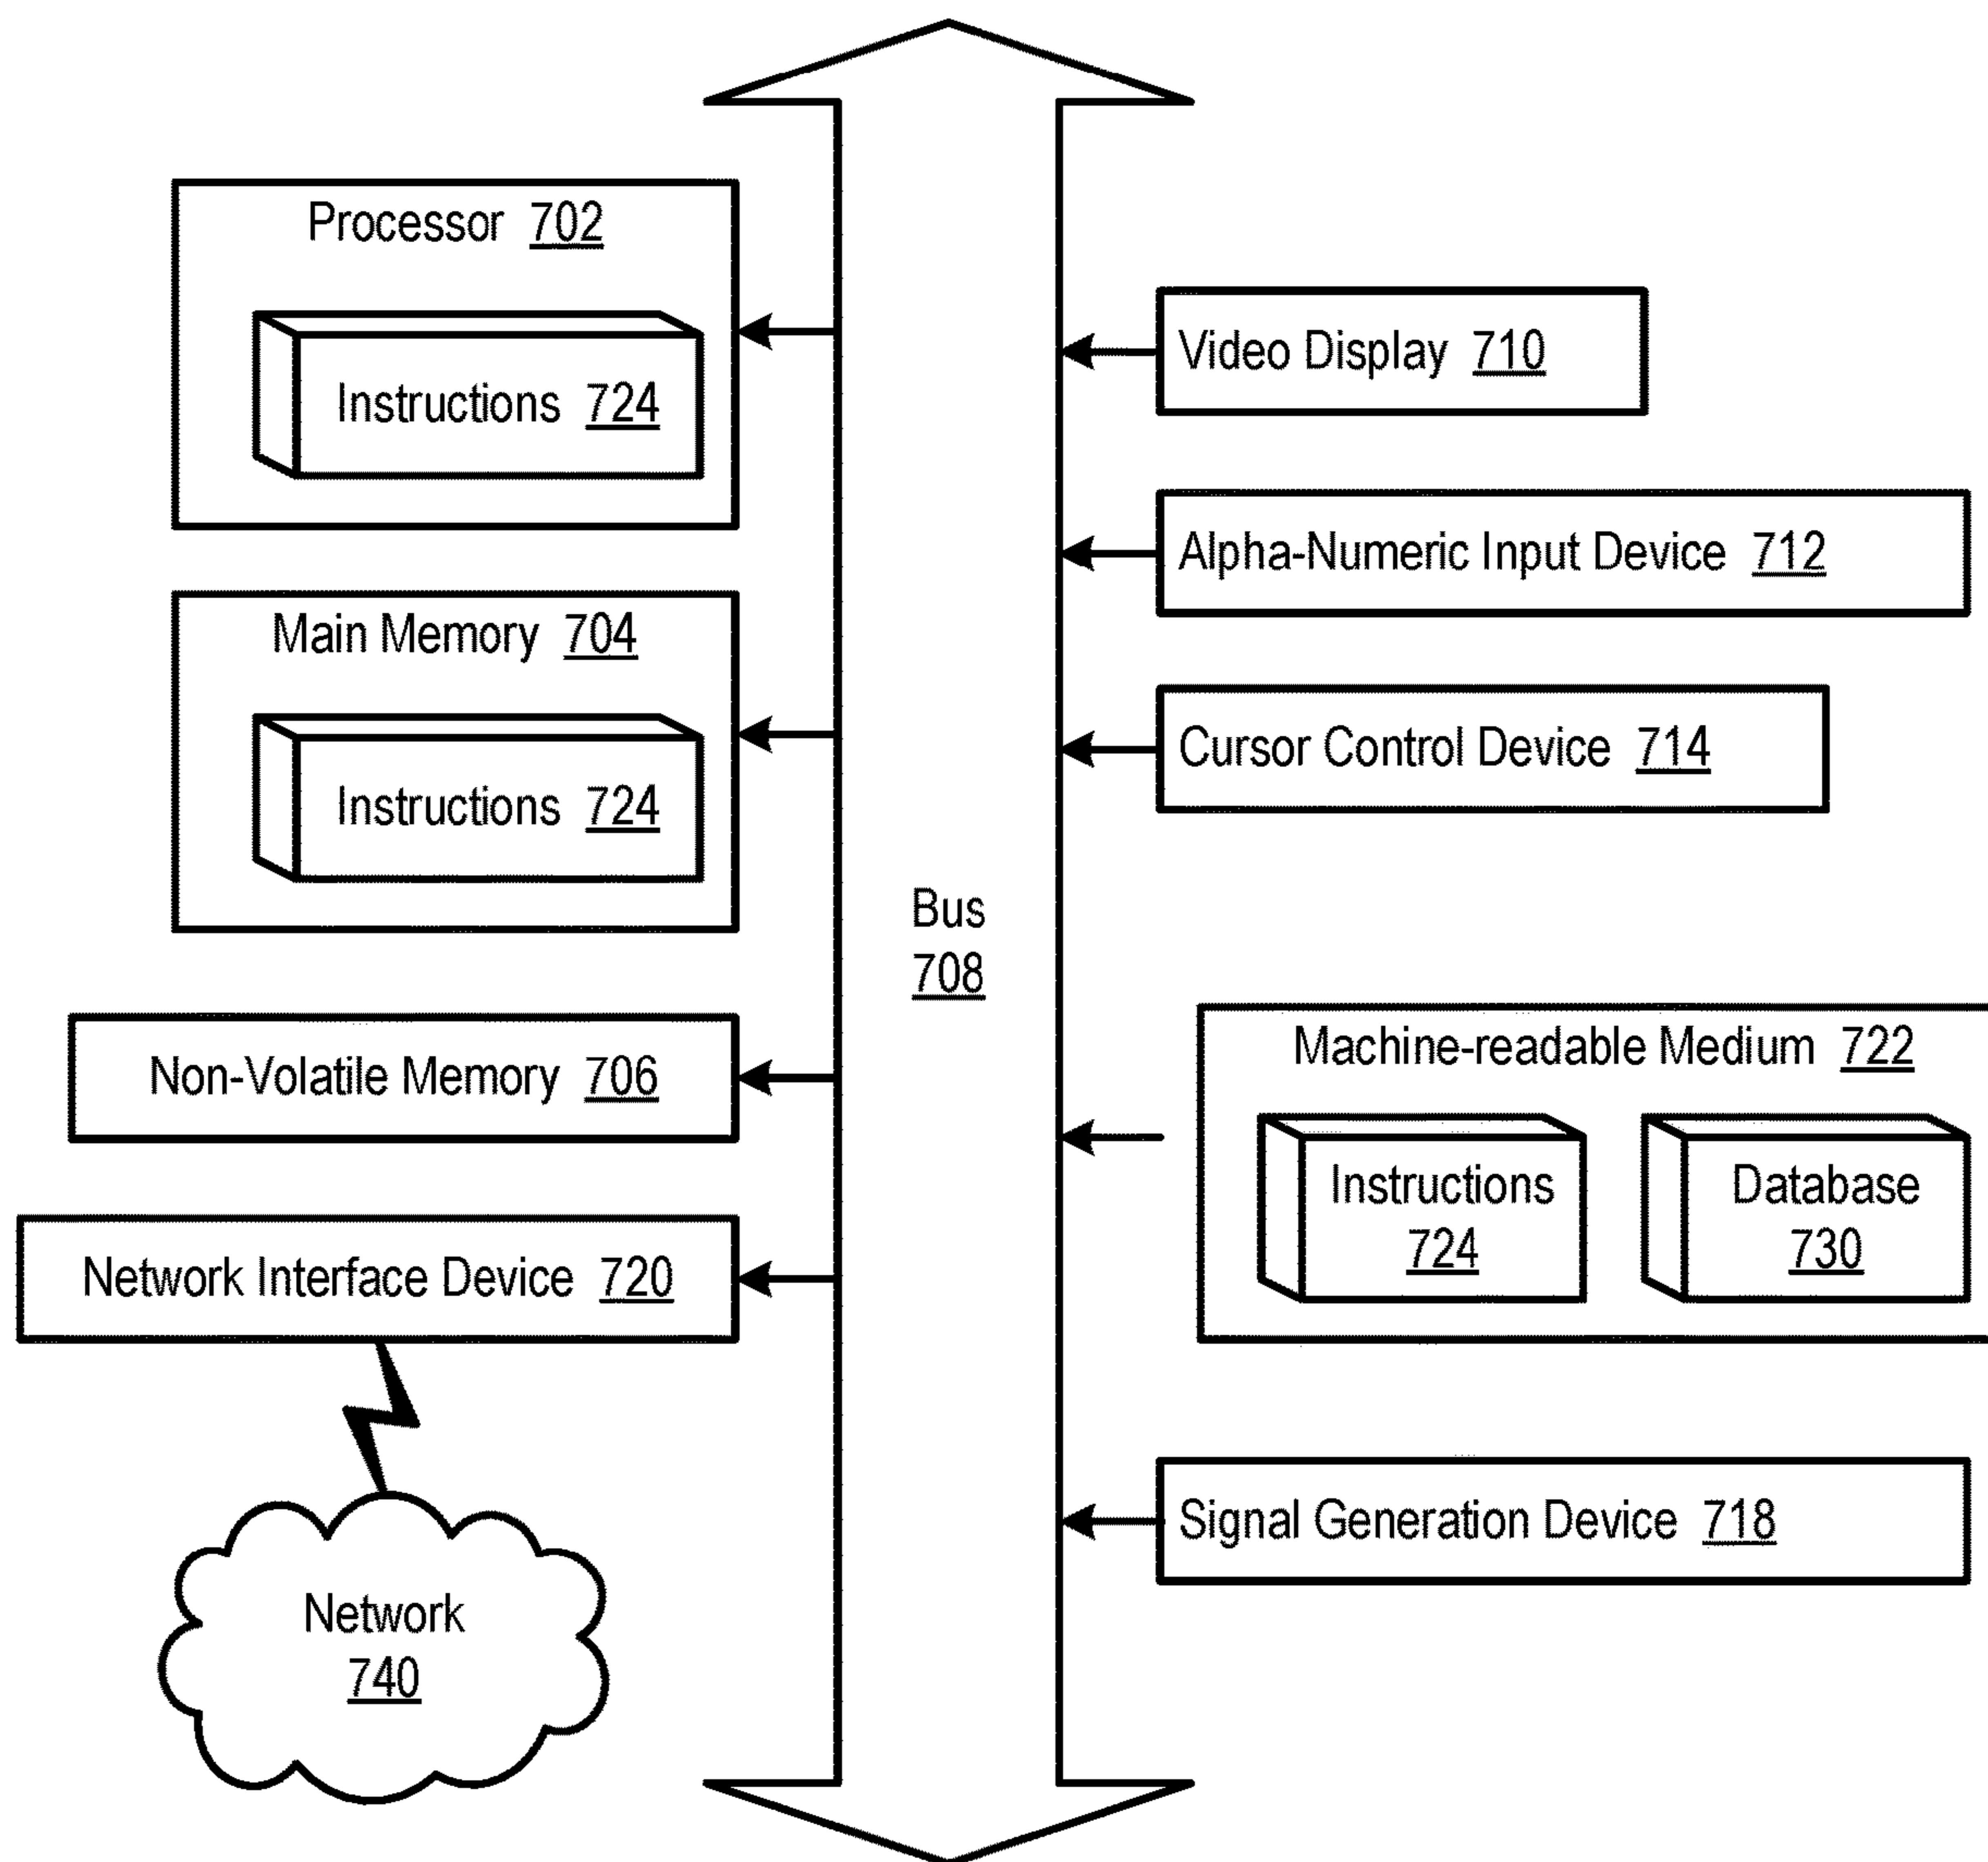 Processor 702
Instructions 724
Main Memory 704
Instructions 724
Non-Volatile Memory 706
Network Interface Device 720
Network
740
Bus
708
Video Display 710
Alpha-Numeric Input Device 712
Cursor Control Device 714
Machine-readable Medium 722
Instructions
724
Database
730
Signal Generation Device 718